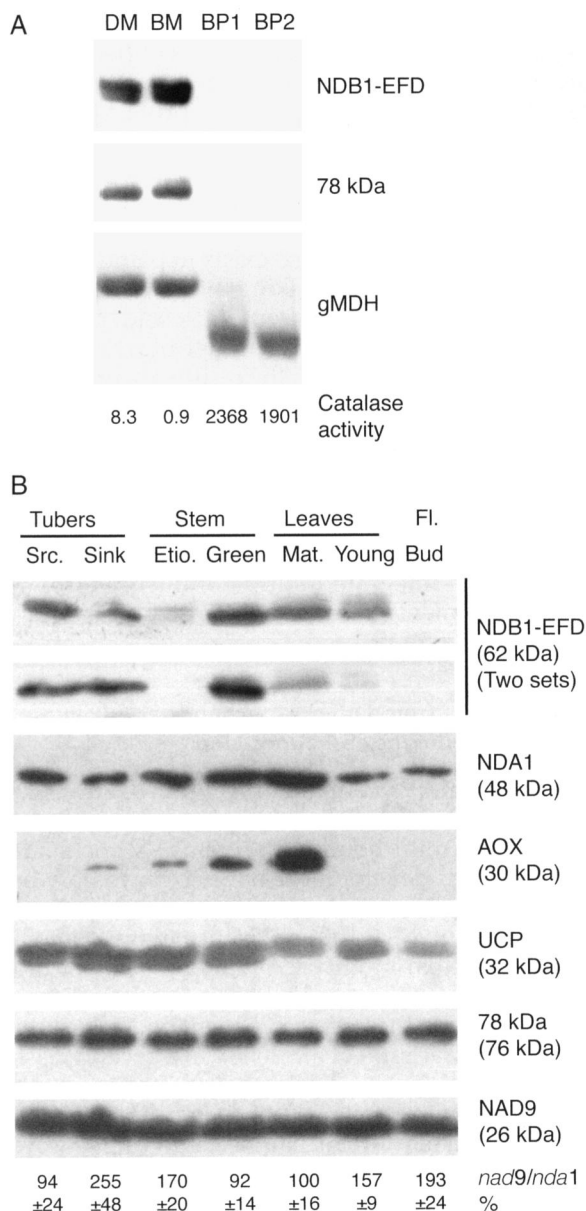 A
DM BM BP1 BP2
NDB1-EFD
78 kDa
gMDH
8.3 0.9 2368 1901 Catalase
activity
B
Tubers Stem Leaves Fl.
Src. Sink Etio. Green Mat. Young Bud
NDB1-EFD
(62 kDa)
(Two sets)
NDA1
(48 kDa)
AOX
(30 kDa)
UCP
(32 kDa)
78 kDa
(76 kDa)
NAD9
(26 kDa)
94 255 170 92 100 157 193 nad9/nda1
±24 ±48 ±20 ±14 ±16 ±9 ±24 %